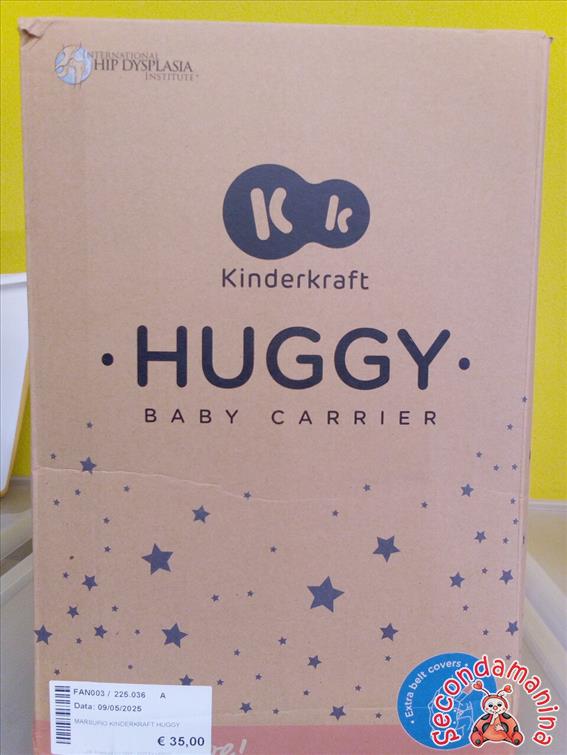 INTERNATIONAL
HIP DYSPLASIA
INSTITUTE
K k
Kinderkraft
· HUGGY ·
BABY CARRIER
Extra belt covers
secondamanina
FAN003 / 225.036 A
Data: 09/05/2025
MARSUPIO KINDERKRAFT HUGGY
€ 35,00